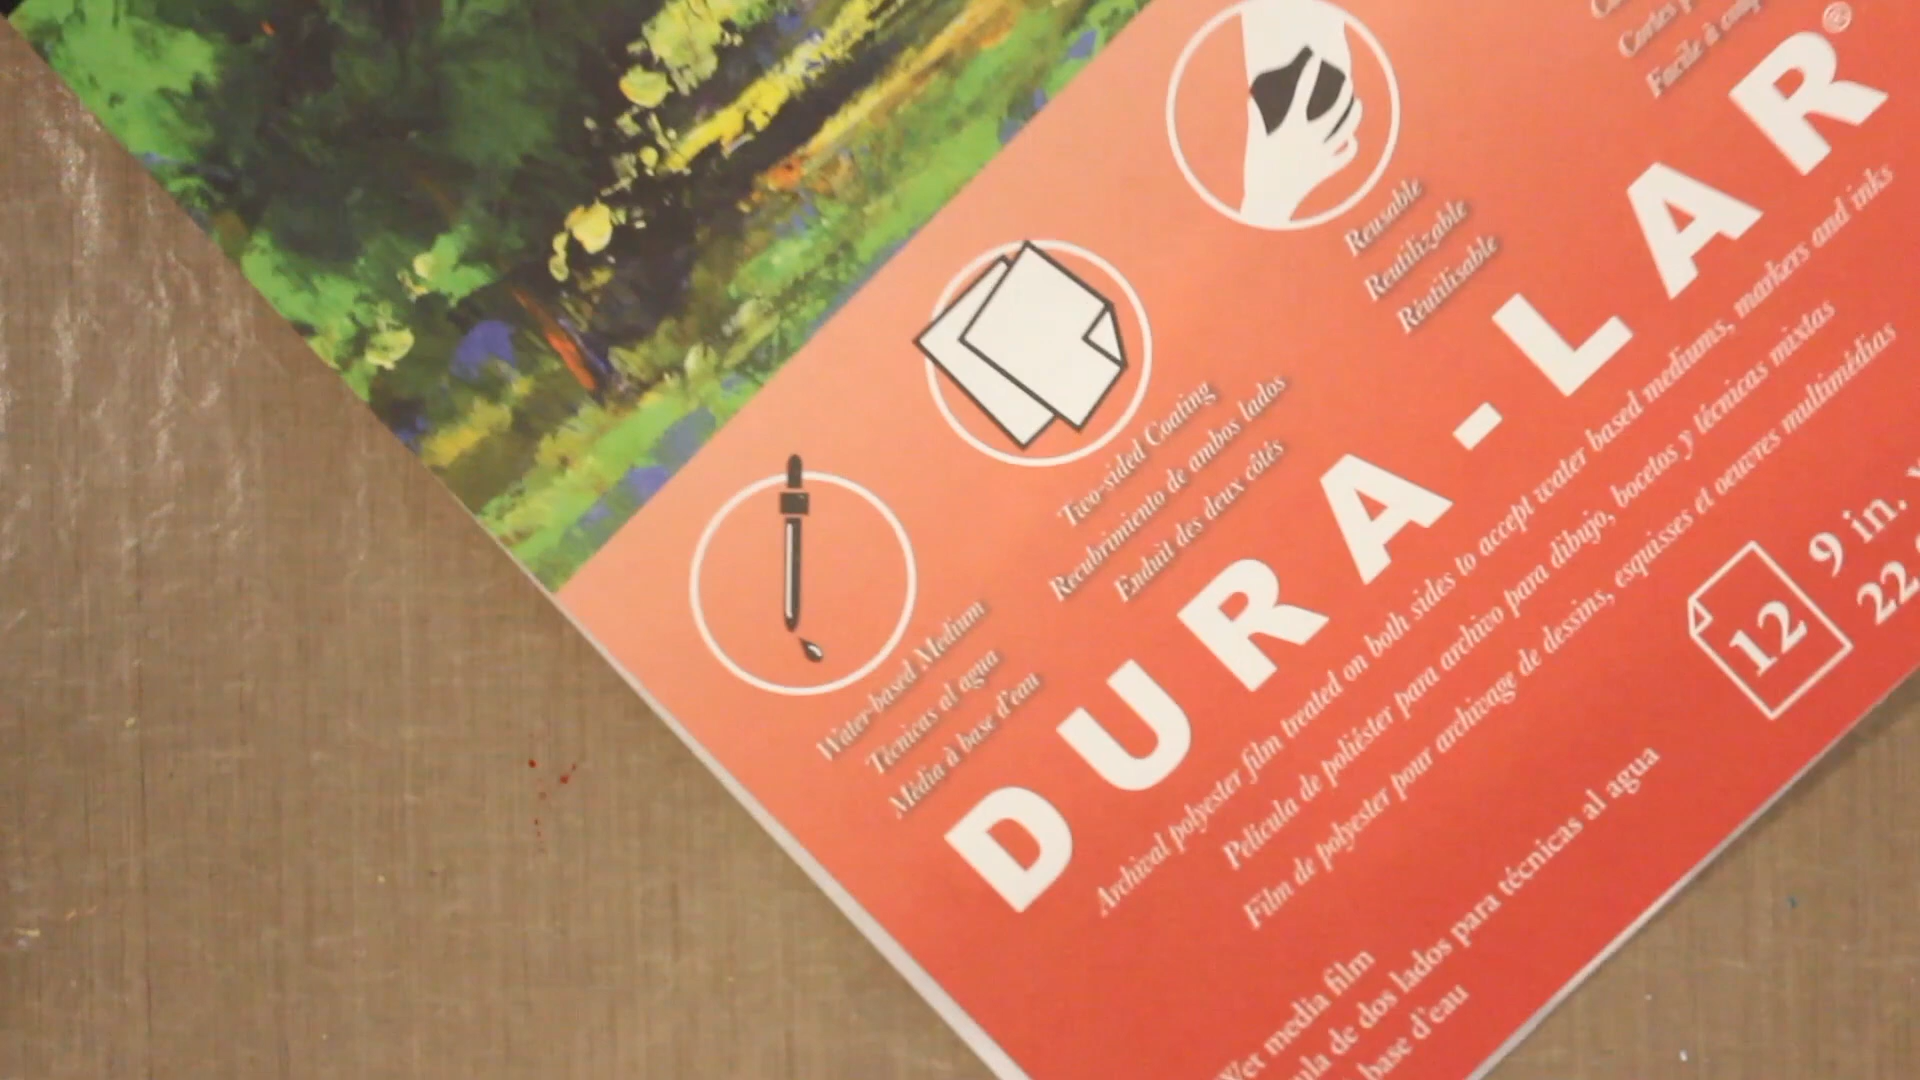 Reusable
Reutilizable
Réutilisable
Two-sided Coating
Recubrimiento de ambos lados
Enduit des deux côtés
Water-based Medium
Técnicas al agua
Média à base d'eau
DURA-LAR®
Archival polyester film treated on both sides to accept water based mediums, markers and inks
Película de poliéster para archivo para dibujo, bocetos y técnicas mixtas
Film de polyester pour archivage de dessins, esquisses et oeuvres multimédias
12
9 in.
Wet media film
de dos lados para técnicas al agua
base d'eau